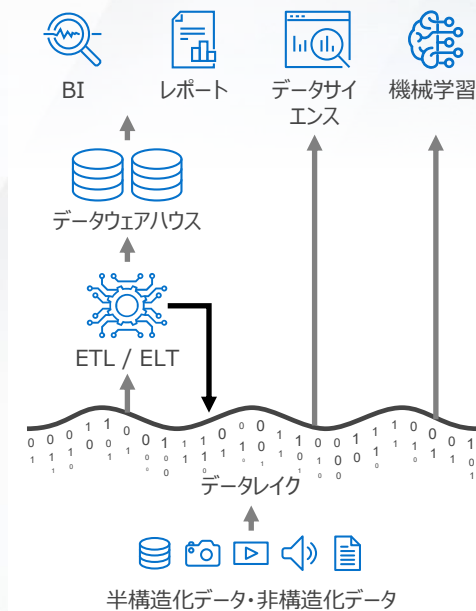 BI
レポート
データサイ
エンス
機械学習
データウェアハウス
ETL / ELT
データレイク
半構造化データ・非構造化データ